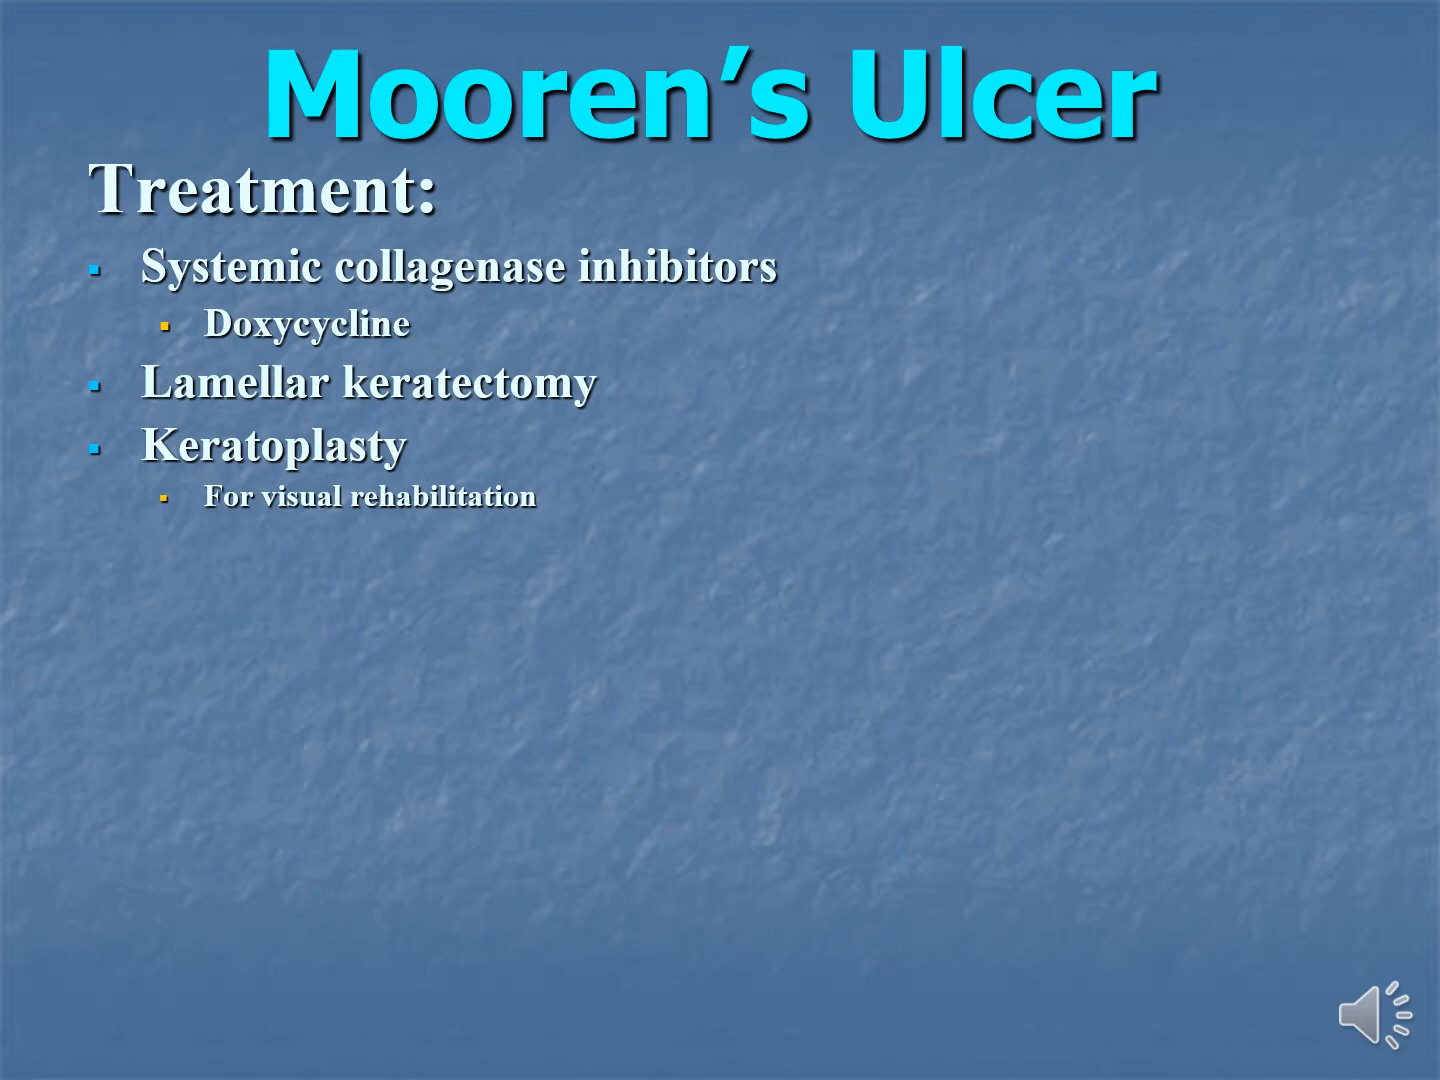 Mooren’s Ulcer
Treatment:
▪ Systemic collagenase inhibitors
▪ Doxycycline
▪ Lamellar keratectomy
▪ Keratoplasty
▪ For visual rehabilitation